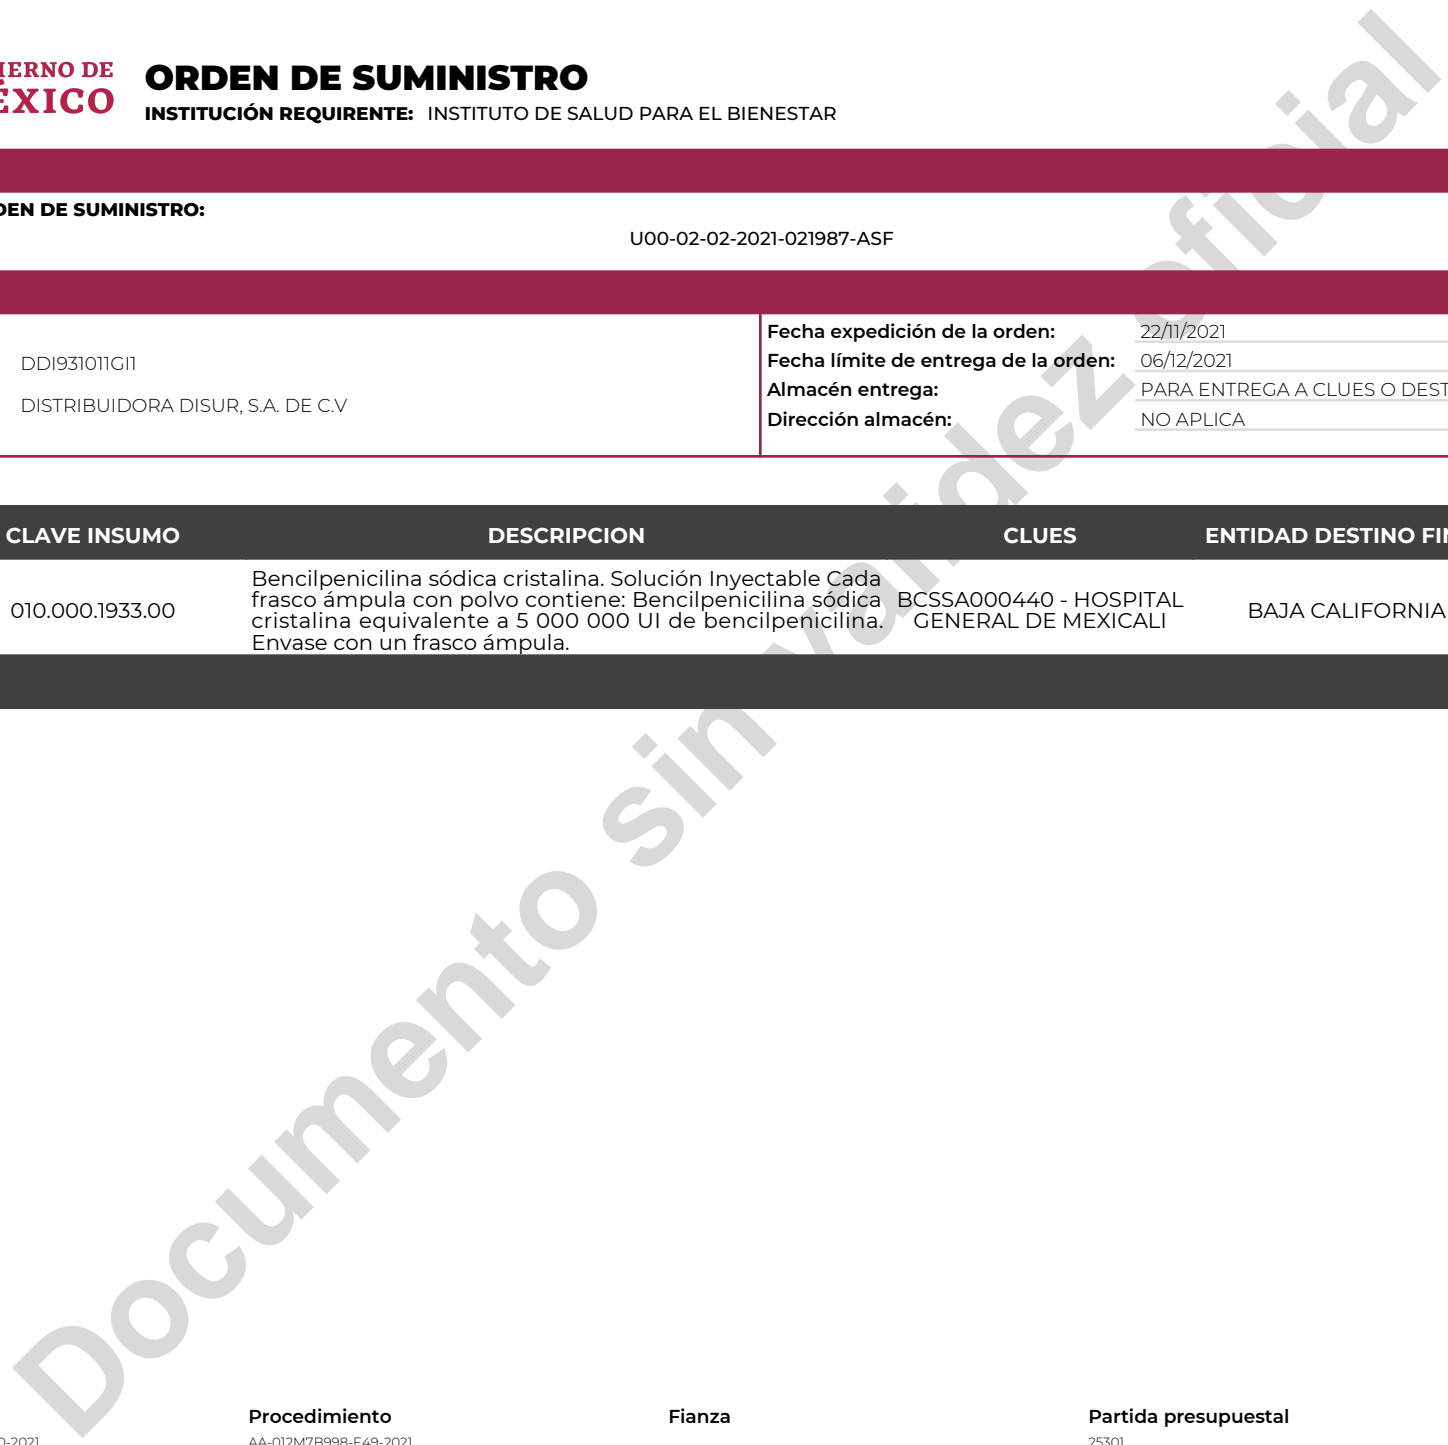 ORDEN DE SUMINISTRO
INSTITUCIÓN REQUIRENTE: INSTITUTO DE SALUD PARA EL BIENESTAR
DE
MÉXICO
DE SUMINISTRO:
U00-02-02-2021-021987-ASF
DDI931011GI1
DISTRIBUIDORA DISUR, S.A. DE C.V
Fecha expedición de la orden: 22/11/2021
Fecha límite de entrega de la orden: 06/12/2021
Almacén entrega: PARA ENTREGA A CLUES O
Dirección almacén: NO APLICA
CLAVE INSUMO DESCRIPCION CLUES ENTIDAD DESTINO
010.000.1933.00
Bencilpenicilina sódica cristalina. Solución Inyectable Cada
frasco ámpula con polvo contiene: Bencilpenicilina sódica
cristalina equivalente a 5 000 000 UI de bencilpenicilina.
Envase con un frasco ámpula.
BCSSA000440 - HOSPITAL
GENERAL DE MEXICALI
BAJA CALIFORNIA
Documento sin validez oficial
Procedimiento Fianza Partida presupuestal
AA-012M7B998-E49-2021 25301